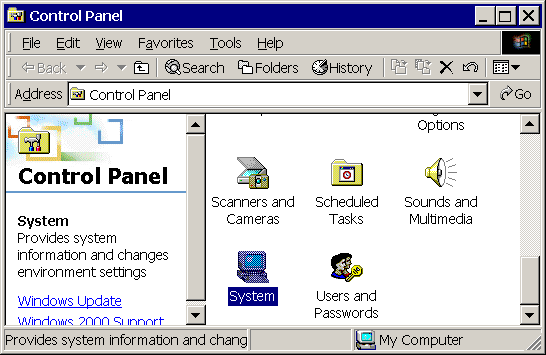 Control Panel
File Edit View Favorites Tools Help
Back Search Folders History
Address Control Panel Go
Control Panel
System
Provides system
information and changes
environment settings
Windows Update
Windows 2000 Support
Options
Scanners and
Cameras
Scheduled
Tasks
Sounds and
Multimedia
System
Users and
Passwords
Provides system information and chang
My Computer